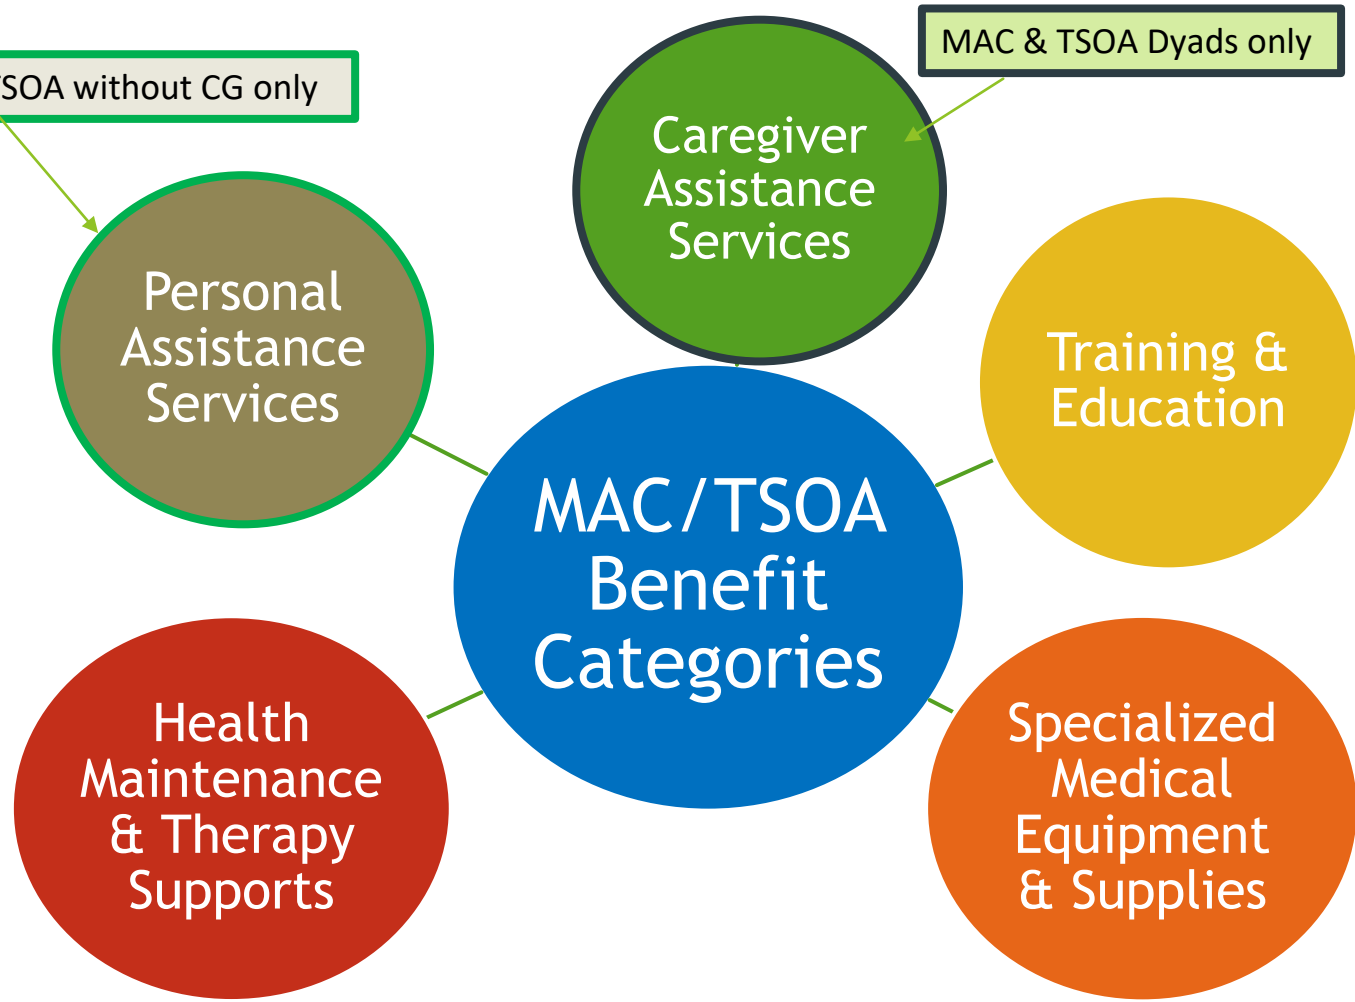 MAC & TSOA Dyads only
SOA without CG only
Caregiver
Assistance
Services
Personal
Assistance
Services
Training &
Education
MAC/TSOA
Benefit
Categories
Health
Maintenance
& Therapy
Supports
Specialized
Medical
Equipment
& Supplies